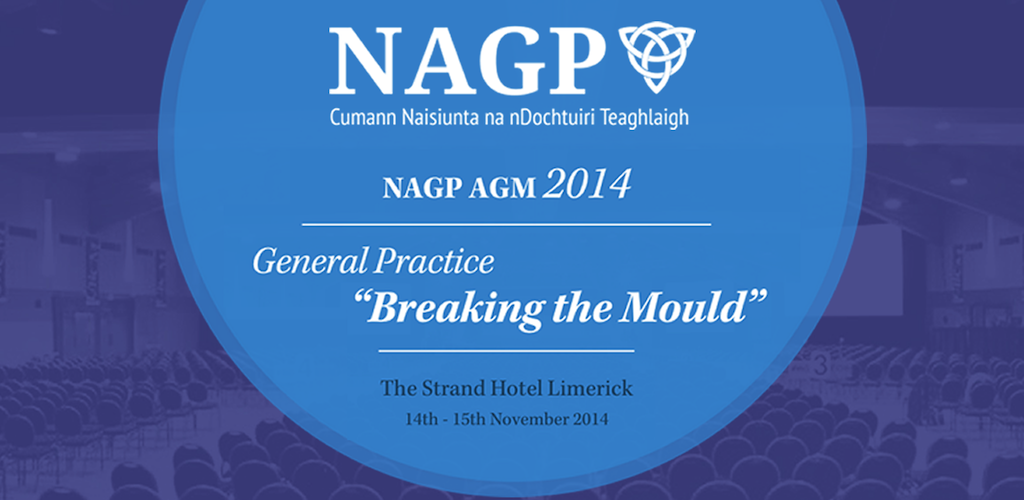 NAGP
Cumann Naisiunta na nDochtuiri Teaghlaigh
NAGP AGM 2014
General Practice
“Breaking the Mould”
The Strand Hotel Limerick
14th - 15th November 2014